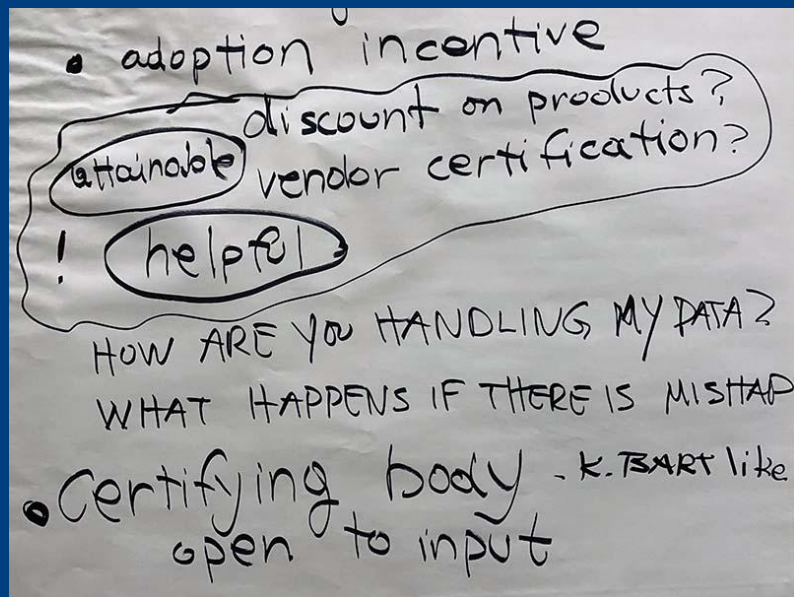 • adoption incentive
discount on products?
attainable vendor certification?
! helpful
HOW ARE YOU HANDLING MY DATA?
WHAT HAPPENS IF THERE IS MISHAP
• Certifying body - K. BART like
open to input